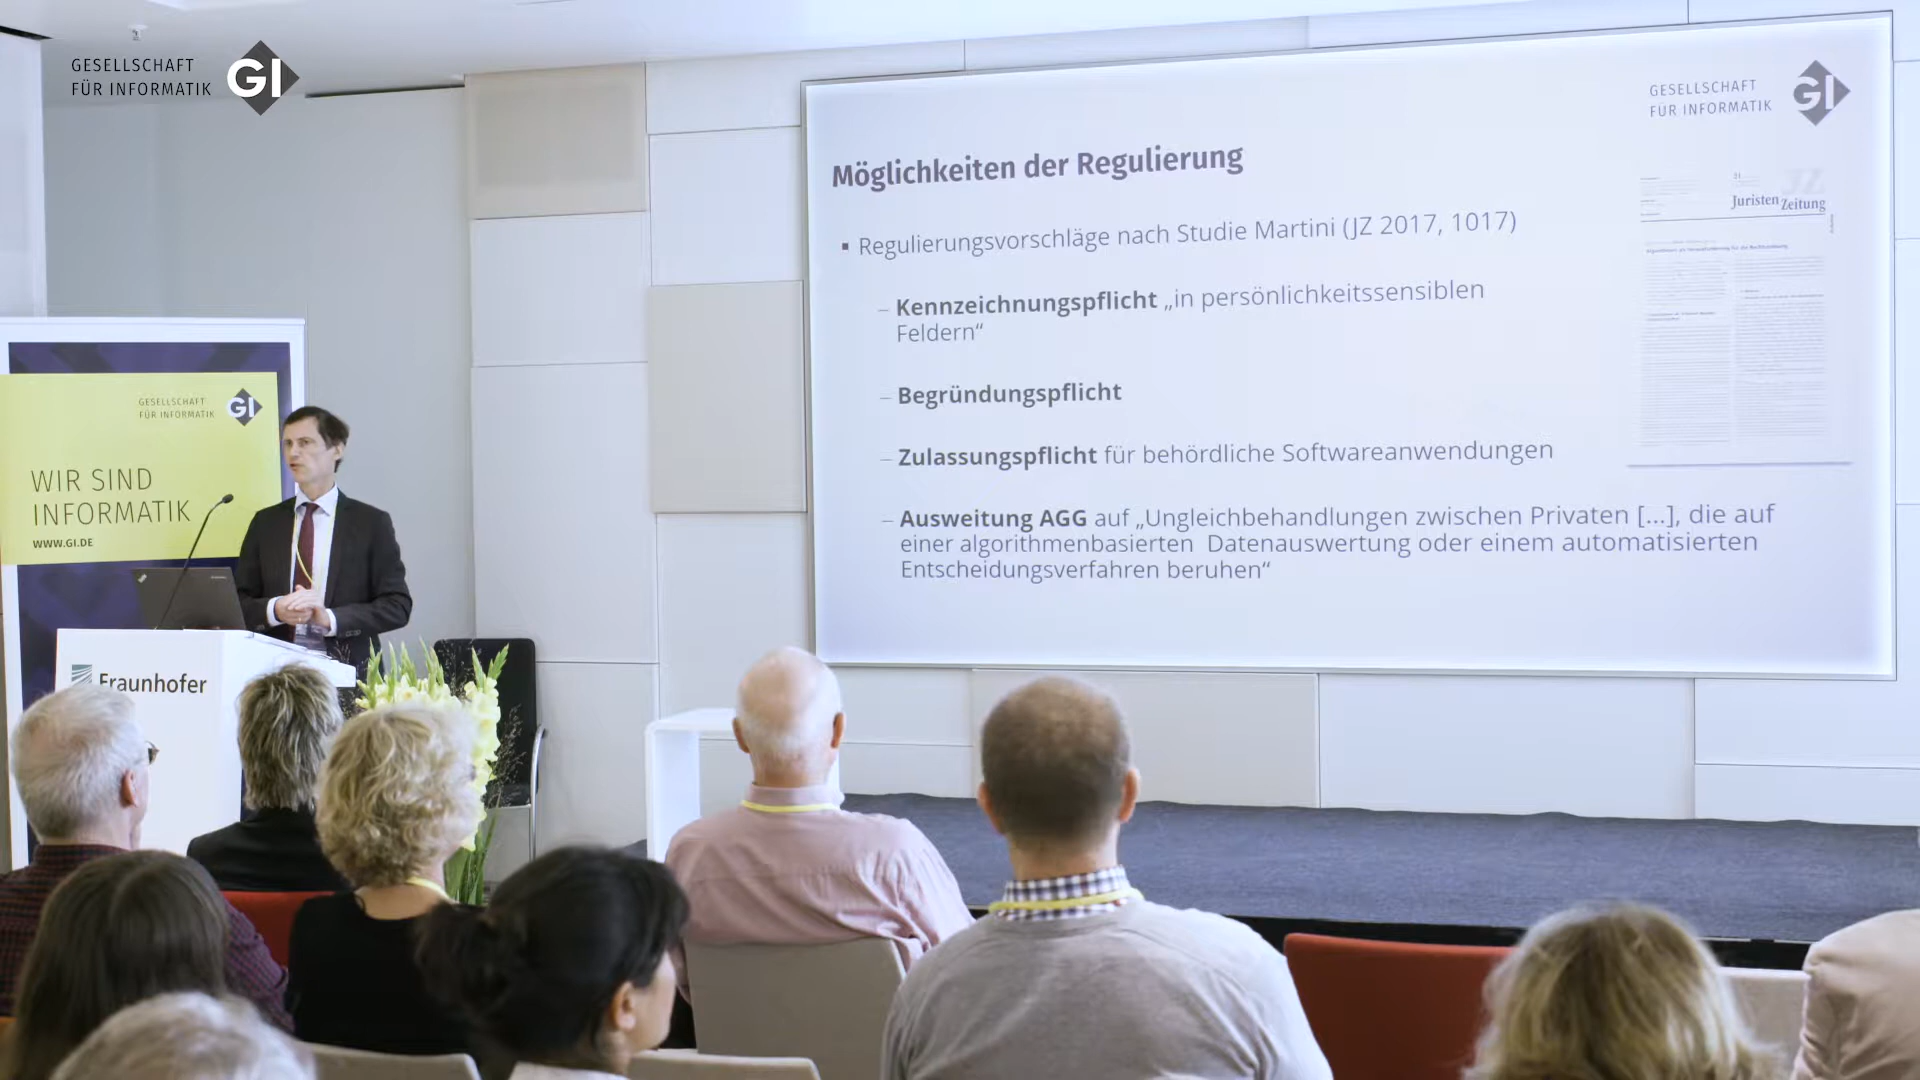 GESELLSCHAFT
FÜR INFORMATIK
GI
GESELLSCHAFT
FÜR INFORMATIK
GI
Möglichkeiten der Regulierung
▪ Regulierungsvorschläge nach Studie Martini (JZ 2017, 1017)
– Kennzeichnungspflicht „in persönlichkeitssensiblen
Feldern“
– Begründungspflicht
– Zulassungspflicht für behördliche Softwareanwendungen
– Ausweitung AGG auf „Ungleichbehandlungen zwischen Privaten [...], die auf
einer algorithmenbasierten Datenauswertung oder einem automatisierten
Entscheidungsverfahren beruhen“
JZ
Juristen Zeitung
GESELLSCHAFT
FÜR INFORMATIK
GI
WIR SIND
INFORMATIK
WWW.GI.DE
Fraunhofer